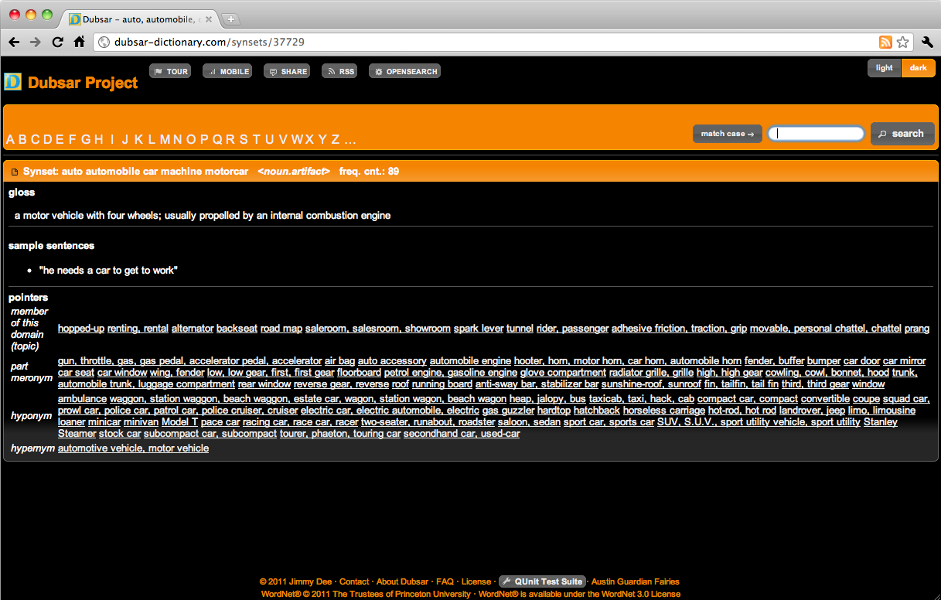 Dubsar – auto, automobile,
dubsar-dictionary.com/synsets/37729
TOUR MOBILE SHARE RSS OPENSEARCH
light dark
Dubsar Project
A B C D E F G H I J K L M N O P Q R S T U V W X Y Z ...
match case → search
Synset: auto automobile car machine motorcar <noun.artifact> freq. cnt.: 89
gloss
a motor vehicle with four wheels; usually propelled by an internal combustion engine
sample sentences
• "he needs a car to get to work"
pointers
member
of this
domain
(topic)
hopped-up renting, rental alternator backseat road map saleroom, salesroom, showroom spark lever tunnel rider, passenger adhesive friction, traction, grip movable, personal chattel, chattel prang
part
meronym
gun, throttle, gas, gas pedal, accelerator pedal, accelerator air bag auto accessory automobile engine hooter, horn, motor horn, car horn, automobile horn fender, buffer bumper car door car mirror
car seat car window wing, fender low, low gear, first, first gear floorboard petrol engine, gasoline engine glove compartment radiator grille, grille high, high gear cowling, cowl, bonnet, hood trunk,
automobile trunk, luggage compartment rear window reverse gear, reverse roof running board anti-sway bar, stabilizer bar sunshine-roof, sunroof fin, tailfin, tail fin third, third gear window
hyponym
ambulance waggon, station waggon, beach waggon, estate car, wagon, station wagon, beach wagon heap, jalopy, bus taxicab, taxi, hack, cab compact car, compact convertible coupe squad car,
prowl car, police car, patrol car, police cruiser, cruiser electric car, electric automobile, electric gas guzzler hardtop hatchback horseless carriage hot-rod, hot rod landrover, jeep limo, limousine
loaner minicar minivan Model T pace car racing car, race car, racer two-seater, runabout, roadster saloon, sedan sport car, sports car SUV, S.U.V., sport utility vehicle, sport utility Stanley
Steamer stock car subcompact car, subcompact tourer, phaeton, touring car secondhand car, used-car
hypernym automotive vehicle, motor vehicle
© 2011 Jimmy Dee · Contact · About Dubsar · FAQ · License · QUnit Test Suite · Austin Guardian Fairies
WordNet® © 2011 The Trustees of Princeton University · WordNet® is available under the WordNet 3.0 License